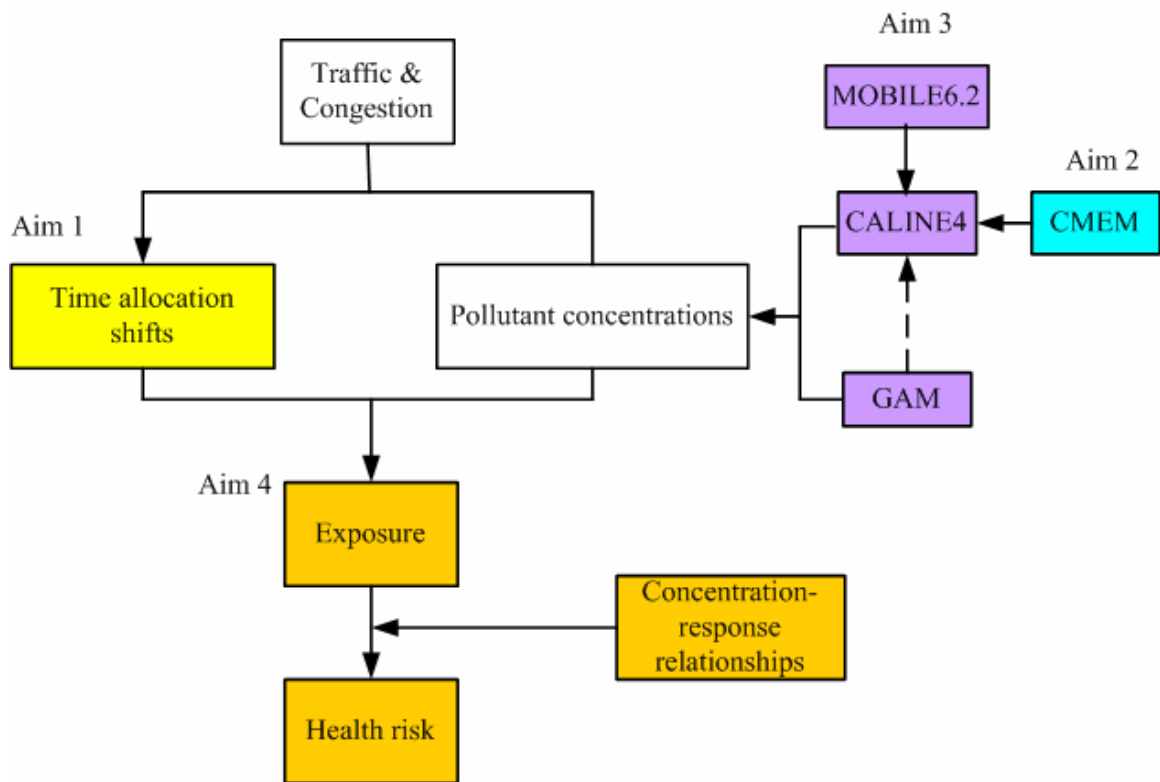 Aim 3
Traffic &
Congestion
MOBILE6.2
Aim 2
Aim 1
CALINE4
CMEM
Time allocation
shifts
Pollutant concentrations
GAM
Aim 4
Exposure
Concentration-
response
relationships
Health risk